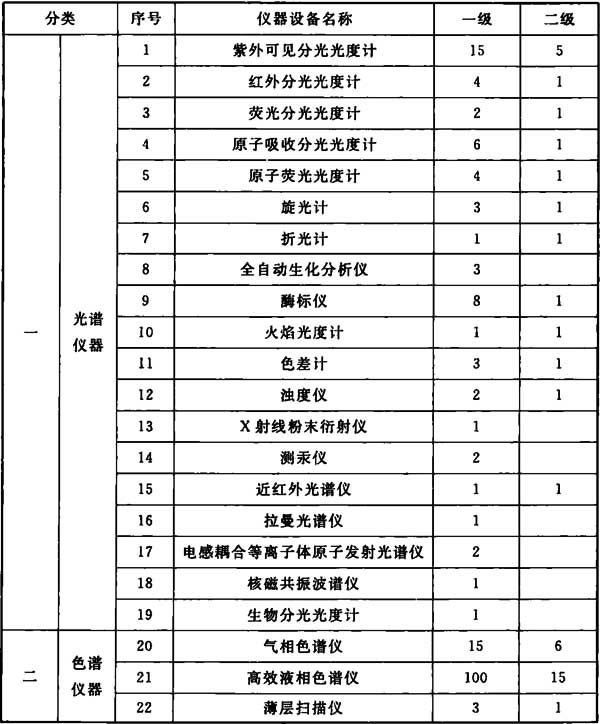 分类 序号 仪器设备名称 一级 二级
1 紫外可见分光光度计 15 5
2 红外分光光度计 4 1
3 荧光分光光度计 2 1
4 原子吸收分光光度计 6 1
5 原子荧光光度计 4 1
6 旋光计 3 1
7 折光计 1 1
8 全自动生化分析仪 3
9 酶标仪 8 1
一 光谱仪器 10 火焰光度计 1 1
11 色差计 3 1
12 浊度仪 2 1
13 X射线粉末衍射仪 1
14 测汞仪 2
15 近红外光谱仪 1 1
16 拉曼光谱仪 1
17 电感耦合等离子体原子发射光谱仪 2
18 核磁共振波谱仪 1
19 生物分光光度计 1
20 气相色谱仪 15 6
二 色谱仪器 21 高效液相色谱仪 100 15
22 薄层扫描仪 3 1